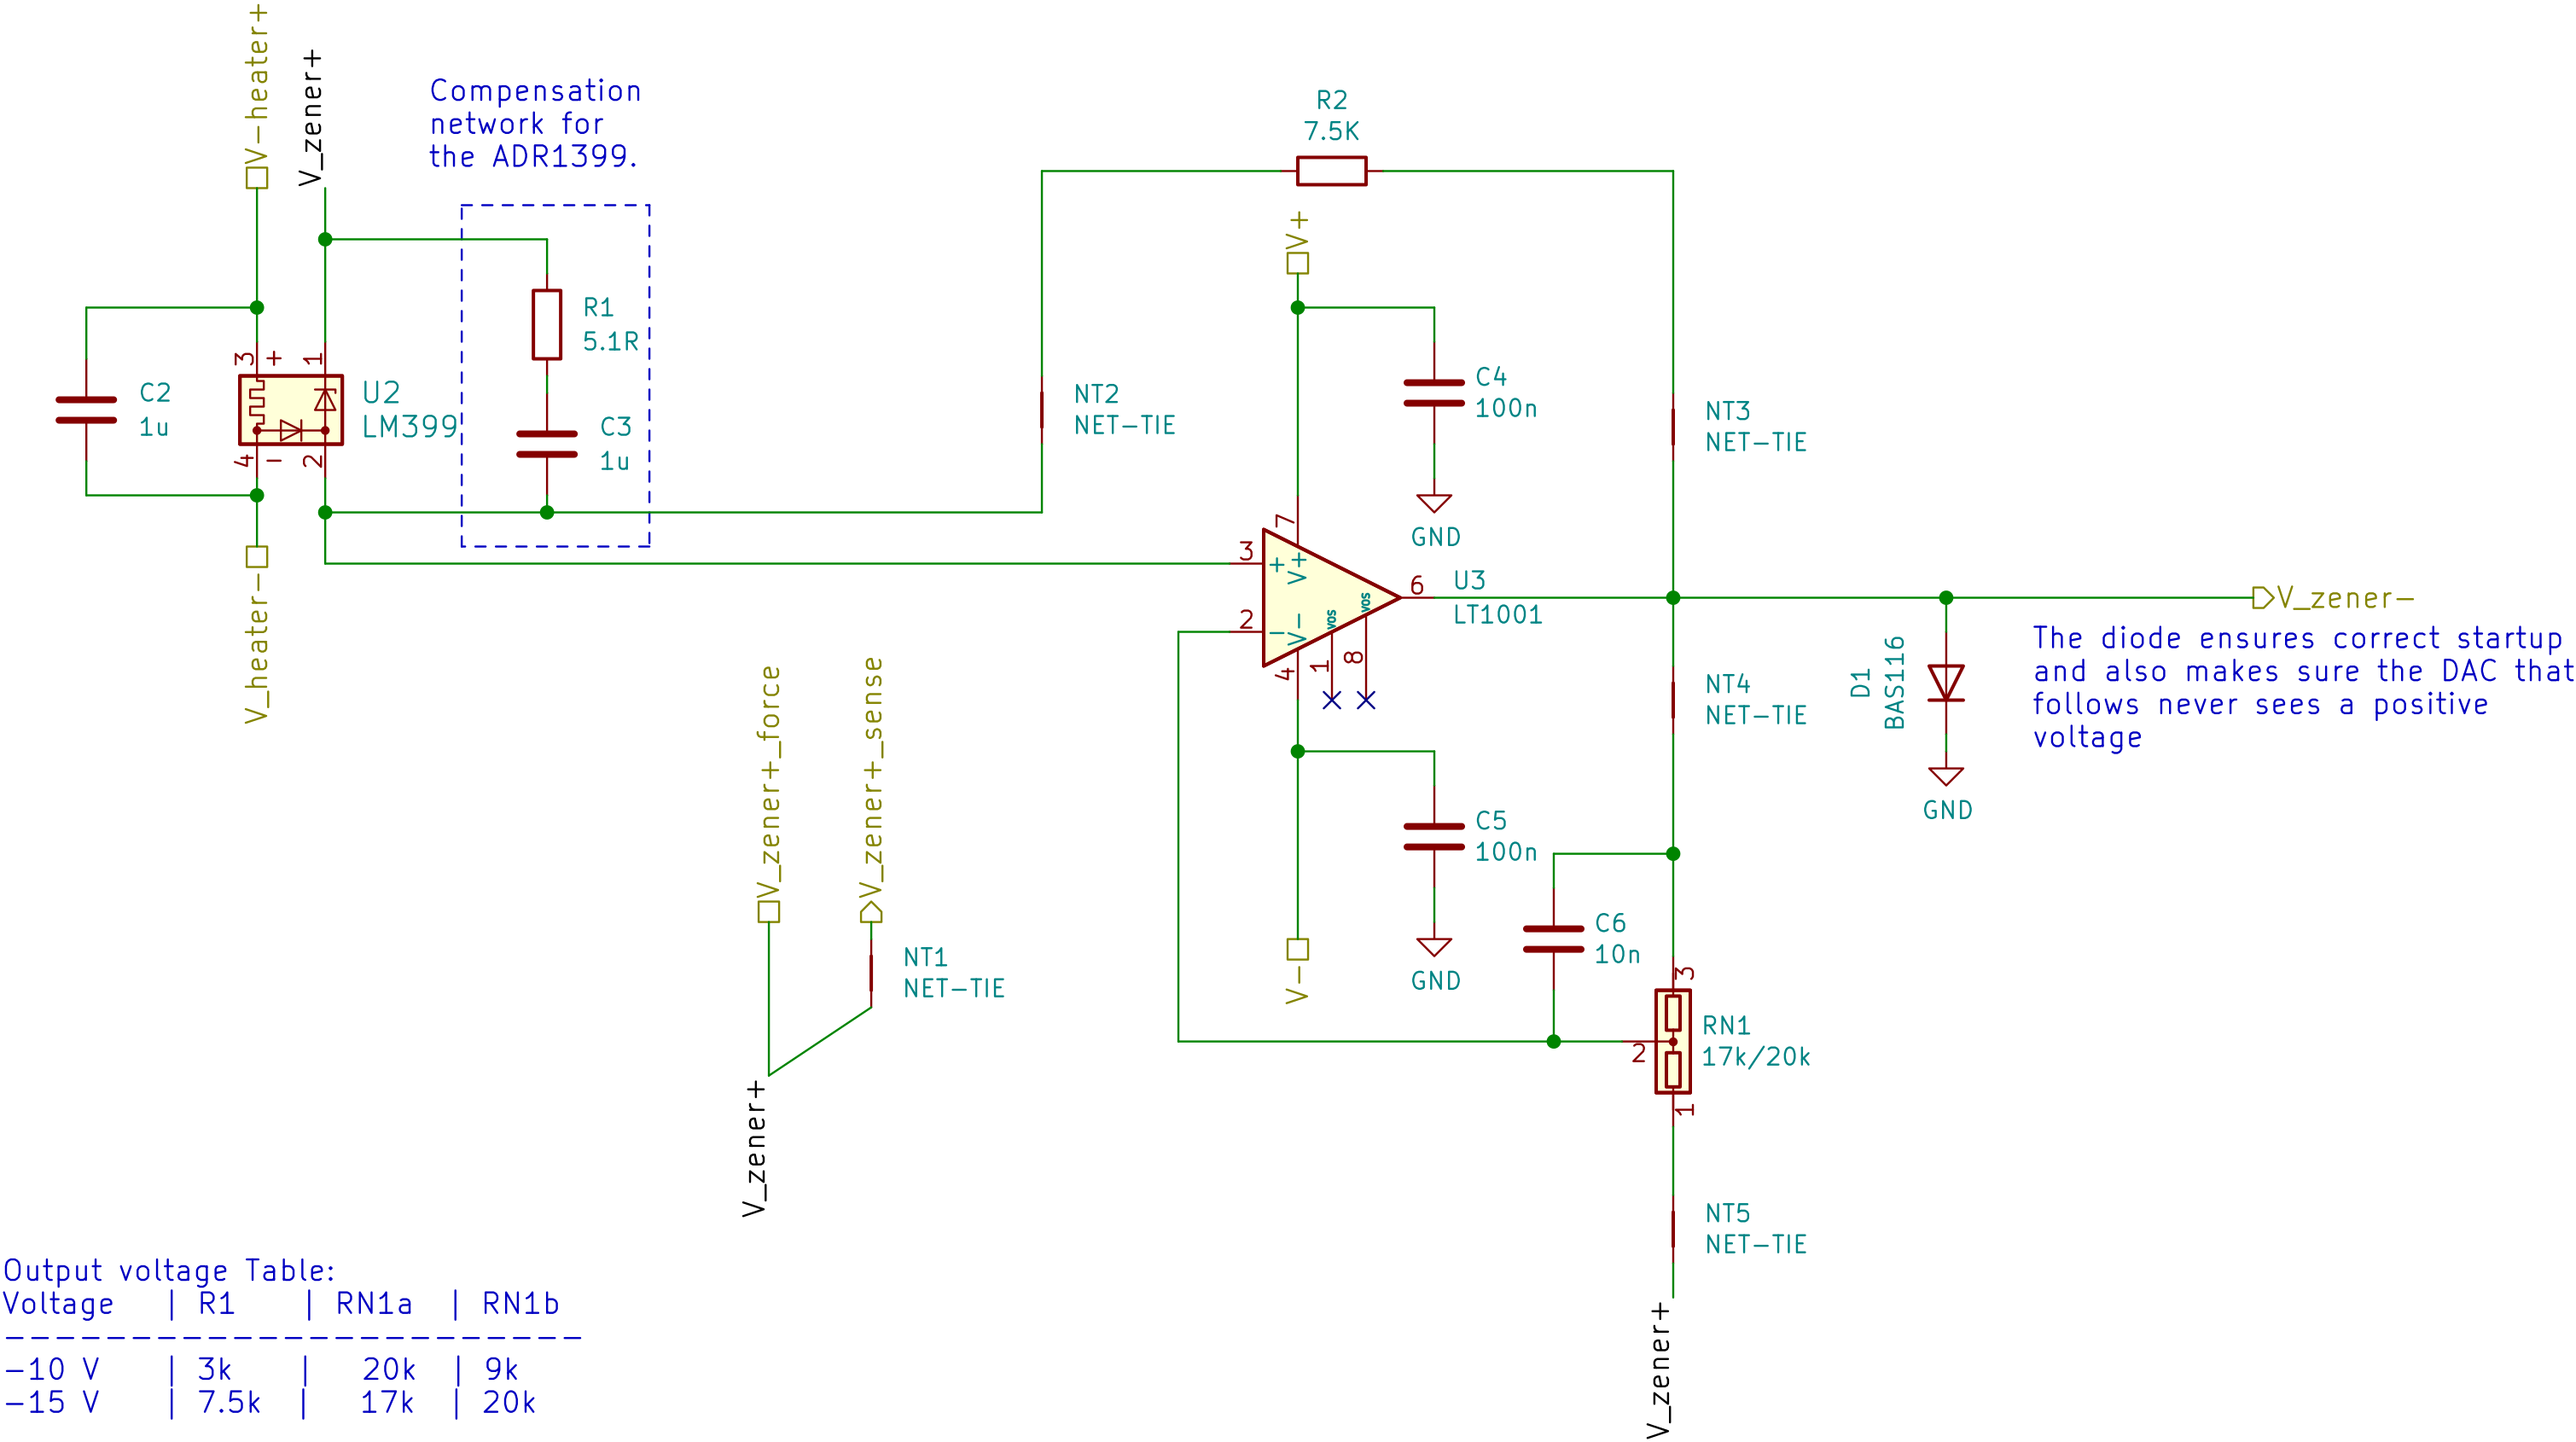 V-heater+
V_zener+
Compensation
network for
the ADR1399.
R2
7.5K
V+
R1
5.1R
C2
1u
3 +
1
U2
LM399
4 -
2
C3
1u
NT2
NET-TIE
C4
100n
GND
NT3
NET-TIE
V_heater-
3
2
7
+
-
V+
V-
vos
vos
4
1
8
6
U3
LT1001
V_zener-
The diode ensures correct startup
and also makes sure the DAC that
follows never sees a positive
voltage
D1
BAS116
GND
NT4
NET-TIE
V_zener+_force
V_zener+_sense
NT1
NET-TIE
V_zener+
C5
100n
GND
V-
C6
10n
3
2
1
RN1
17k/20k
NT5
NET-TIE
V_zener+
Output voltage Table:
Voltage | R1 | RN1a | RN1b
-----------------------
-10 V | 3k | 20k | 9k
-15 V | 7.5k | 17k | 20k